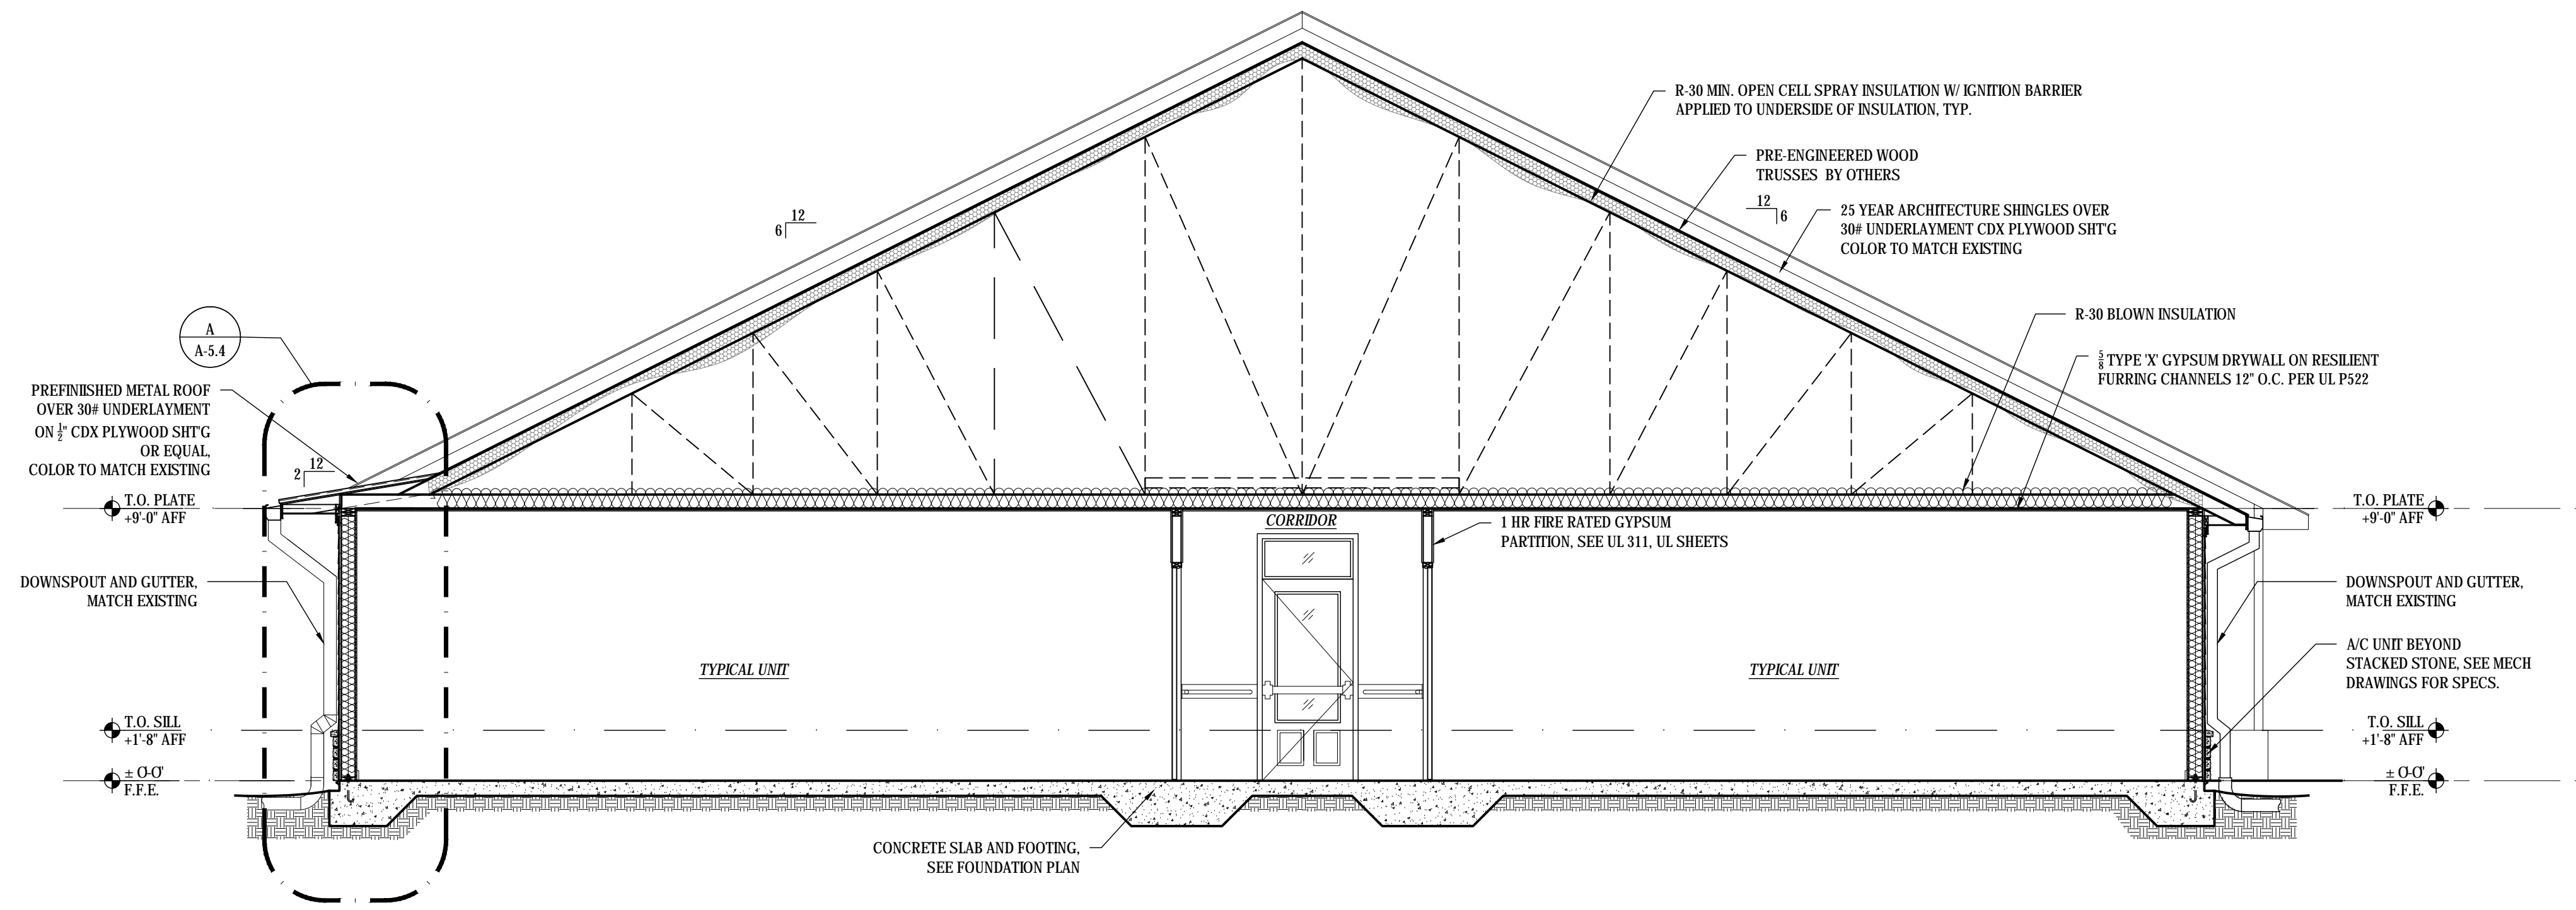 R-30 MIN. OPEN CELL SPRAY INSULATION W/ IGNITION BARRIER
APPLIED TO UNDERSIDE OF INSULATION, TYP.
PRE-ENGINEERED WOOD
TRUSSES BY OTHERS
12
6
12
6
25 YEAR ARCHITECTURE SHINGLES OVER
30# UNDERLAYMENT CDX PLYWOOD SHT'G
COLOR TO MATCH EXISTING
R-30 BLOWN INSULATION
A
A-5.4
5/8 TYPE 'X' GYPSUM DRYWALL ON RESILIENT
FURRING CHANNELS 12" O.C. PER UL P522
PREFINIISHED METAL ROOF
OVER 30# UNDERLAYMENT
ON 1/2" CDX PLYWOOD SHT'G
OR EQUAL,
COLOR TO MATCH EXISTING
12
2
T.O. PLATE
+9'-0" AFF
T.O. PLATE
+9'-0" AFF
CORRIDOR
1 HR FIRE RATED GYPSUM
PARTITION, SEE UL 311, UL SHEETS
DOWNSPOUT AND GUTTER,
MATCH EXISTING
DOWNSPOUT AND GUTTER,
MATCH EXISTING
TYPICAL UNIT
TYPICAL UNIT
A/C UNIT BEYOND
STACKED STONE, SEE MECH
DRAWINGS FOR SPECS.
T.O. SILL
+1'-8" AFF
T.O. SILL
+1'-8" AFF
± 0'-0"
F.F.E.
± 0'-0"
F.F.E.
CONCRETE SLAB AND FOOTING,
SEE FOUNDATION PLAN